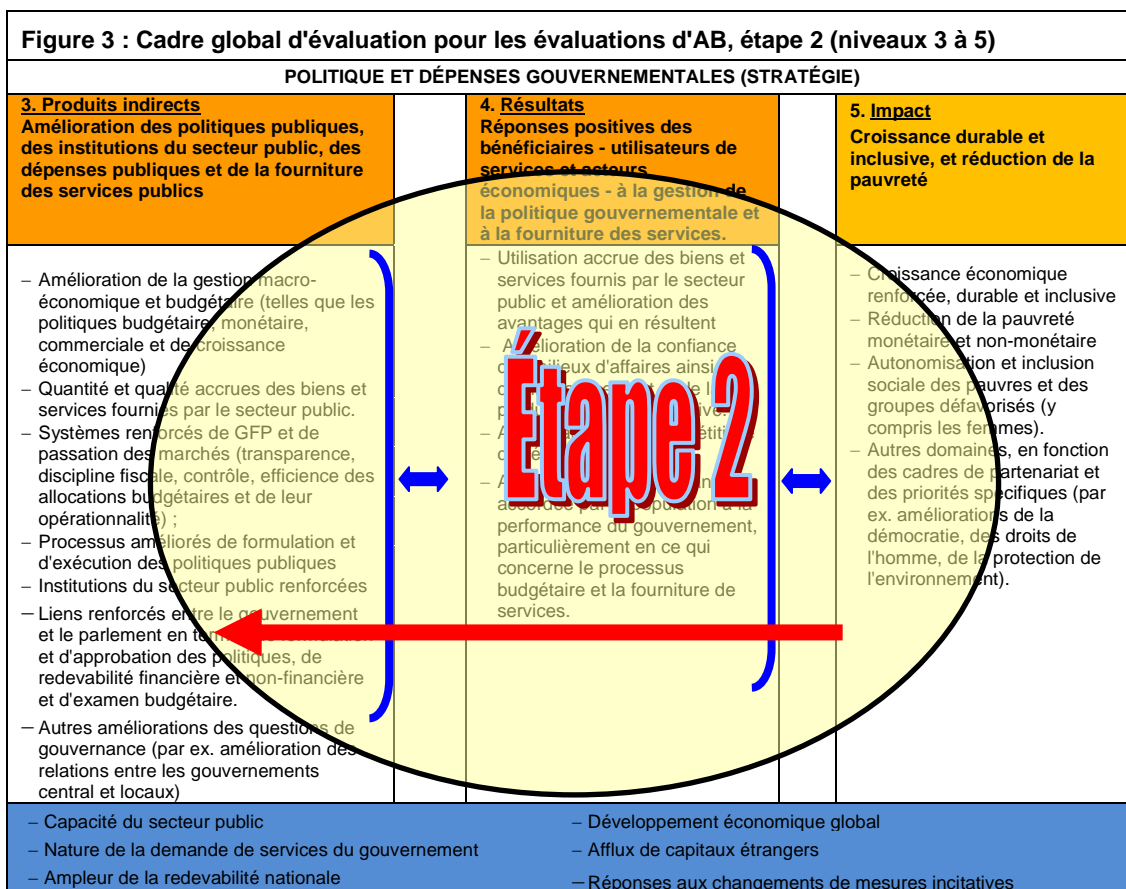 Figure 3 : Cadre global d'évaluation pour les évaluations d'AB, étape 2 (niveaux 3 à 5)
POLITIQUE ET DÉPENSES GOUVERNEMENTALES (STRATÉGIE)
3. Produits indirects
Amélioration des politiques publiques,
des institutions du secteur public, des
dépenses publiques et de la fourniture
des services publics
4. Résultats
Réponses positives des
bénéficiaires - utilisateurs de
services et acteurs
économiques - à la gestion de
la politique gouvernementale et
à la fourniture des services.
5. Impact
Croissance durable et
inclusive, et réduction de la
pauvreté
– Amélioration de la gestion macro-
économique et budgétaire (telles que les
politiques budgétaire, monétaire,
commerciale et de croissance
économique)
– Quantité et qualité accrues des biens et
services fournies par le secteur public.
– Systèmes renforcés de GFP et de
passation des marchés (transparence,
discipline fiscale, contrôle, efficience des
allocations budgétaires et de leur
opérationnalité) ;
– Processus améliorés de formulation et
d'exécution des politiques publiques
– Institutions du secteur public renforcées
– Liens renforcés entre le gouvernement
et le parlement en
et d'approbation des politiques, de
redevabilité financière et non-financière
et d'examen budgétaire.
– Autres améliorations des questions de
gouvernance (par ex. amélioration des
relations entre les gouvernements
central et locaux)
– Utilisation accrue des biens et
services fournis par le secteur
public et amélioration des
avantages qui en résultent
– Amélioration de la confiance
milieux d'affaires ainsi
Étape 2
accordée par population à la
performance du gouvernement,
particulièrement en ce qui
concerne le processus
budgétaire et la fourniture de
services.
– Croissance économique
renforcée, durable et inclusive
– Réduction de la pauvreté
monétaire et non-monétaire
– Autonomisation et inclusion
sociale des pauvres et des
groupes défavorisés (y
compris les femmes).
– Autres domaines, en fonction
des cadres de partenariat et
des priorités spécifiques (par
ex. améliorations de la
démocratie, des droits de
l'homme, de la protection de
l'environnement).
– Capacité du secteur public
– Nature de la demande de services du gouvernement
– Ampleur de la redevabilité nationale
– Développement économique global
– Afflux de capitaux étrangers
– Réponses aux changements de mesures incitatives